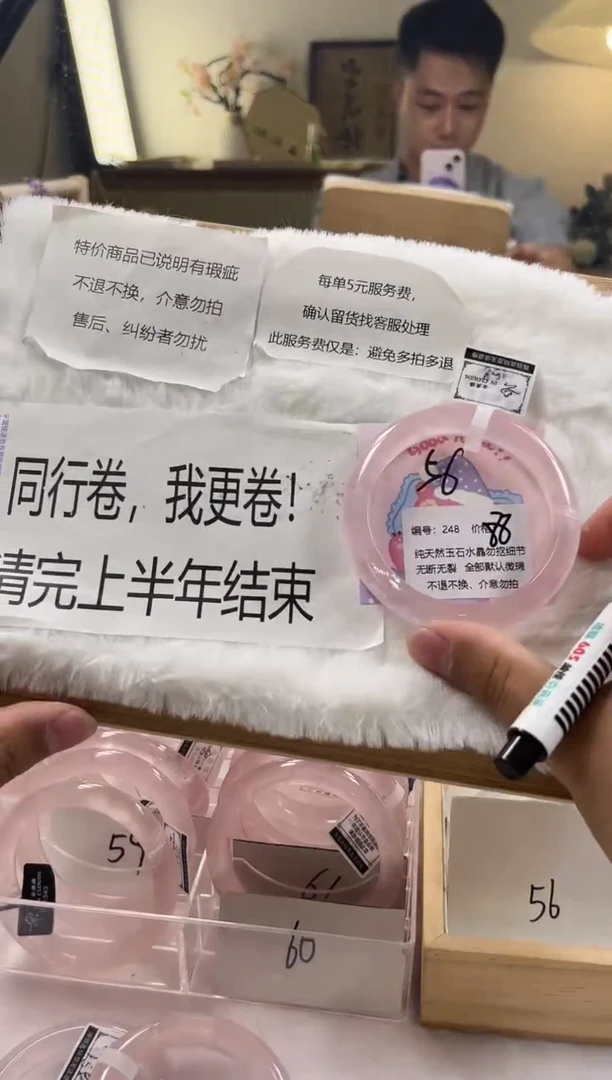 特价商品已说明有瑕疵
不退不换，介意勿拍
售后、纠纷者勿扰
每单5元服务费，
确认留货找客服处理
此服务费仅是：避免多拍多退
同行卷，我更卷！
清完上半年结束
56
编号：248 价格
88
纯天然玉石水晶勿抠细节
无断无裂 全部默认微瑕
不退不换、介意勿拍
605
59
61
60
56